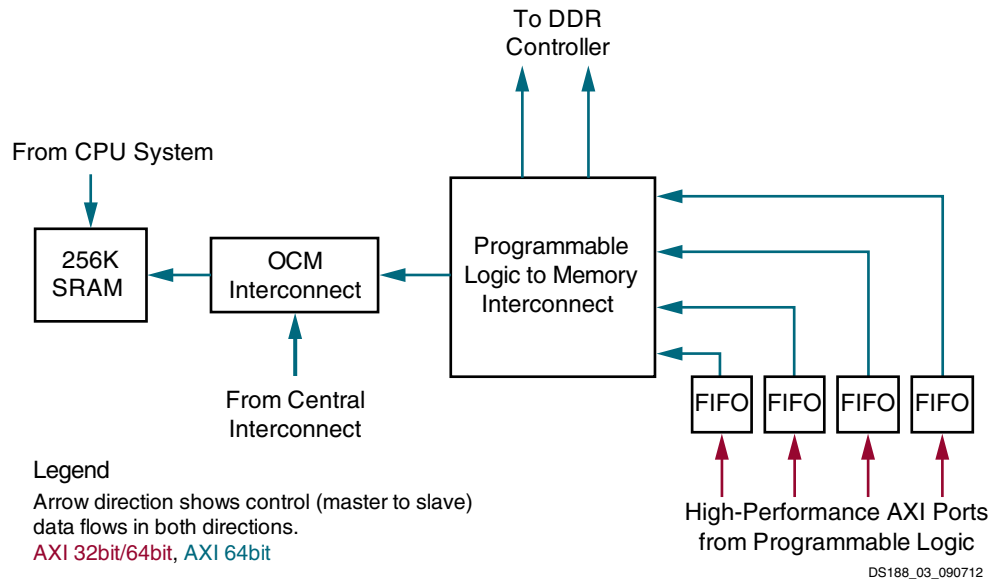 To DDR
Controller
From CPU System
256K
SRAM
OCM
Interconnect
Programmable
Logic to Memory
Interconnect
From Central
Interconnect
FIFO
FIFO
FIFO
FIFO
High-Performance AXI Ports
from Programmable Logic
Legend
Arrow direction shows control (master to slave)
data flows in both directions.
AXI 32bit/64bit, AXI 64bit
DS188_03_090712